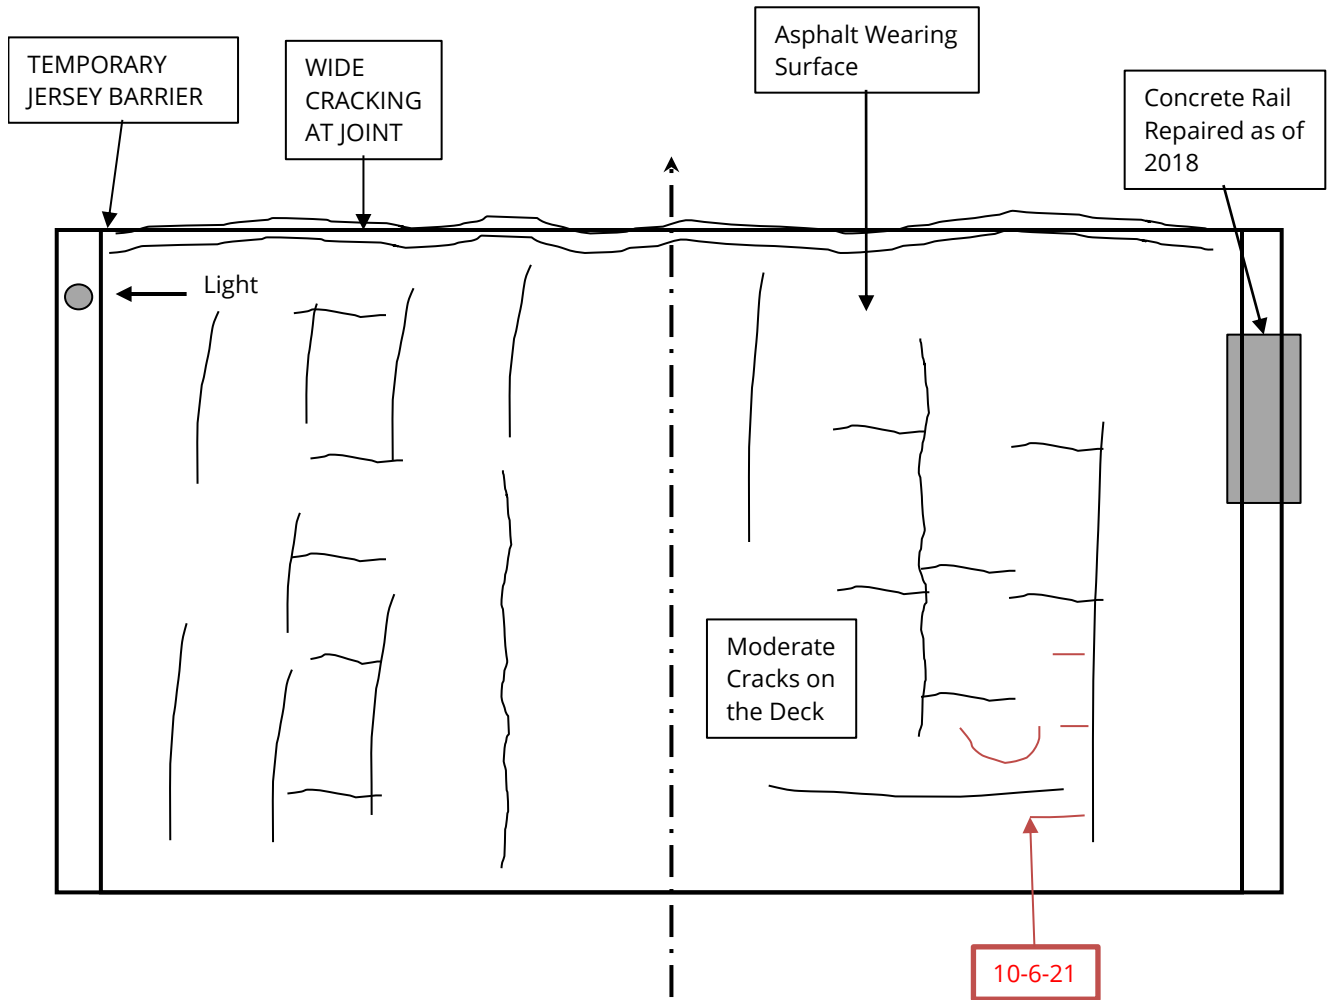 TEMPORARY
JERSEY BARRIER
WIDE
CRACKING
AT JOINT
Asphalt Wearing
Surface
Concrete Rail
Repaired as of
2018
Light
Moderate
Cracks on
the Deck
10-6-21